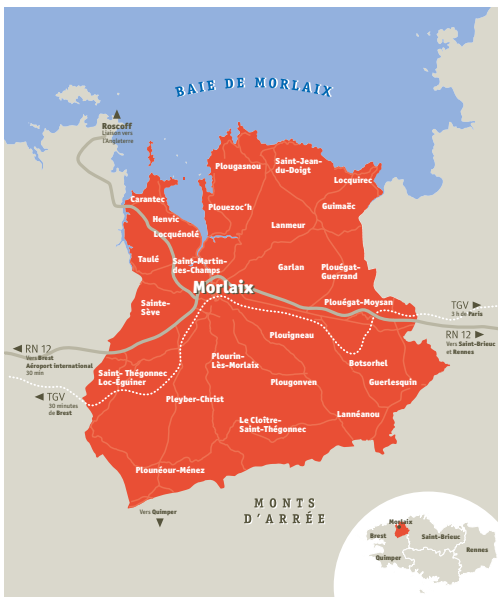 BAIE DE MORLAIX
Roscoff
Liaison vers
l'Angleterre
Plougasnou
Saint-Jean-
du-Doigt
Locquirec
Carantec
Plouezoc'h
Guimaëc
Henvic
Locquénolé
Lanmeur
Taulé
Saint-Martin-
des-Champs
Garlan
Plouégat-
Guerrand
Morlaix
Sainte-
Sève
Plouégat-Moysan
TGV
3 h de Paris
Plouigneau
RN 12
Vers Saint-Brieuc
et Rennes
RN 12
Vers Brest
Aéroport international
30 min
Plourin-
Lès-Morlaix
Botsorhel
Saint- Thégonnec
Loc-Éguiner
Plougonven
Guerlesquin
TGV
30 minutes
de Brest
Pleyber-Christ
Lannéanou
Le Cloître-
Saint-Thégonnec
Plounéour-Ménez
Vers Quimper
MONTS
D'ARRÉE
Morlaix
Brest
Saint-Brieuc
Rennes
Quimper